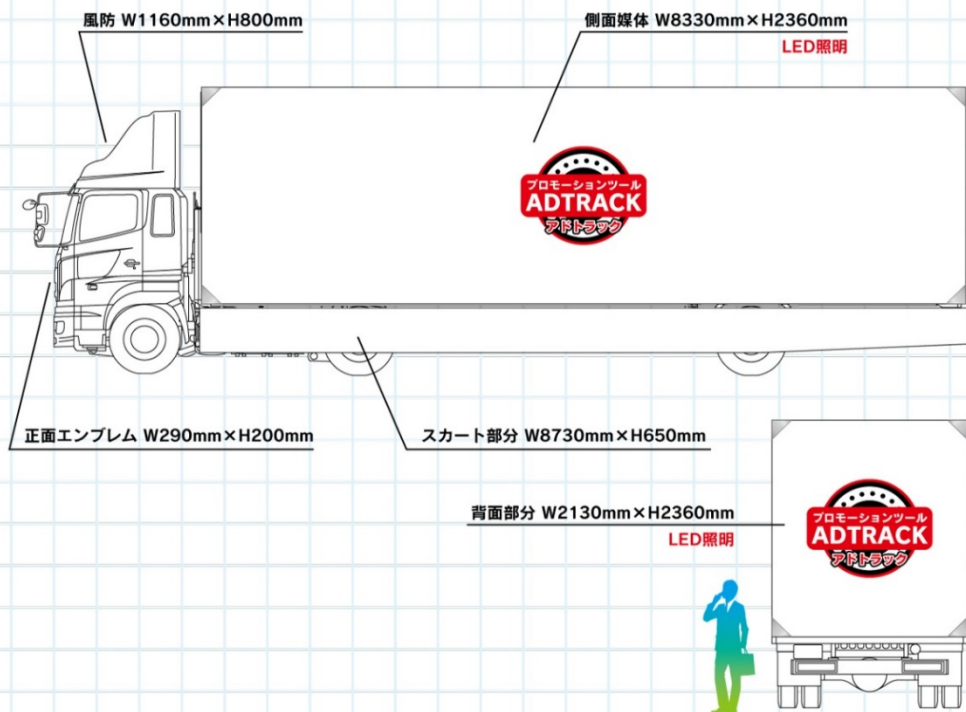 風防 W1160mm×H800mm
側面媒体 W8330mm×H2360mm
LED照明
プロモーションツール
ADTRACK
アドトラック
正面エンブレム W290mm×H200mm
スカート部分 W8730mm×H650mm
背面部分 W2130mm×H2360mm
LED照明
プロモーションツール
ADTRACK
アドトラック